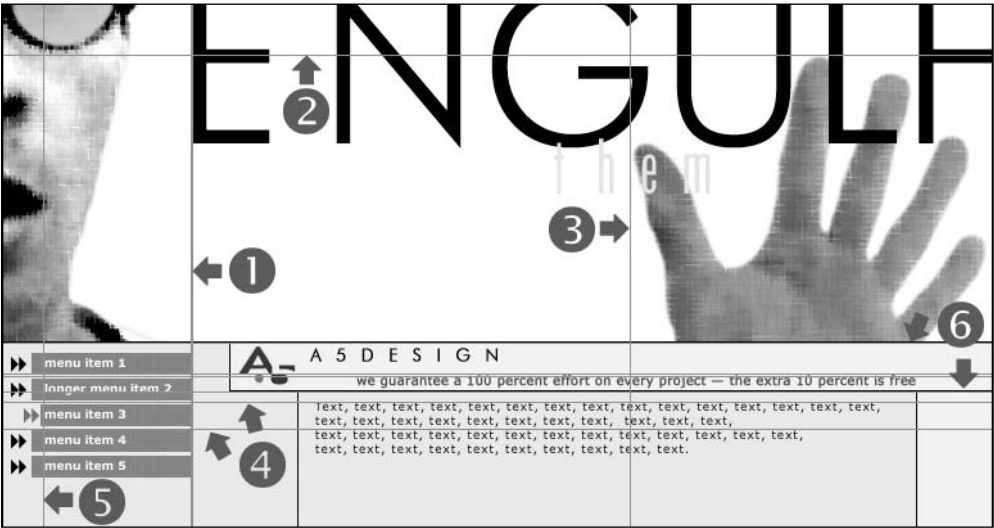 ENGULF
2
them
3
1
6
A5DESIGN
A
5
we guarantee a 100 percent effort on every project — the extra 10 percent is free
menu item 1
longer menu item 2
menu item 3
menu item 4
menu item 5
Text, text, text, text, text, text, text, text, text, text, text, text, text, text, text,
text, text, text, text, text, text, text, text, text, text, text,
text, text, text, text, text, text, text, text, text, text, text, text, text,
text, text, text, text, text, text, text, text, text, text.
4
5